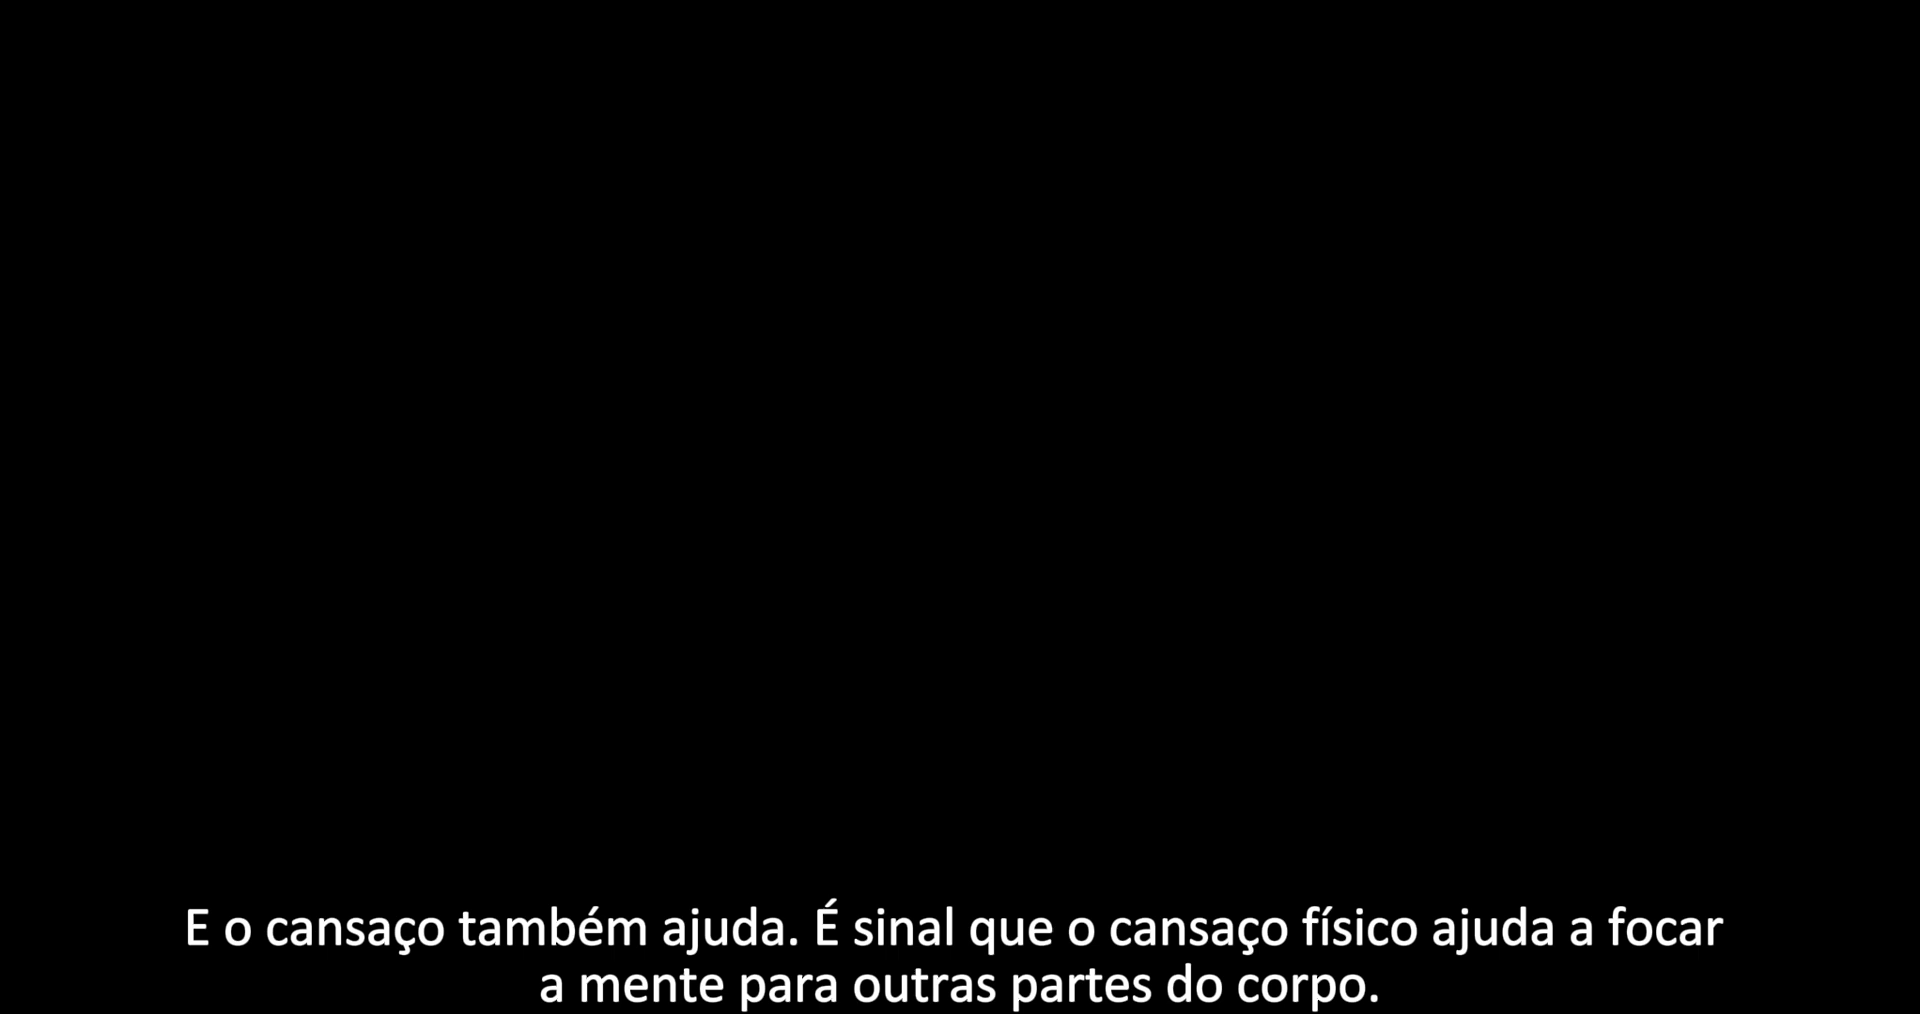 E o cansaço também ajuda. É sinal que o cansaço físico ajuda a focar
a mente para outras partes do corpo.